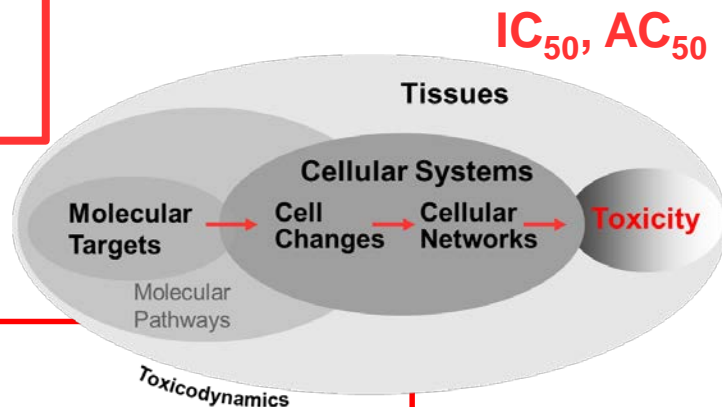 IC50, AC50
Tissues
Cellular Systems
Molecular
Targets
Cell
Changes
Cellular
Networks
Toxicity
Molecular
Pathways
Toxicodynamics